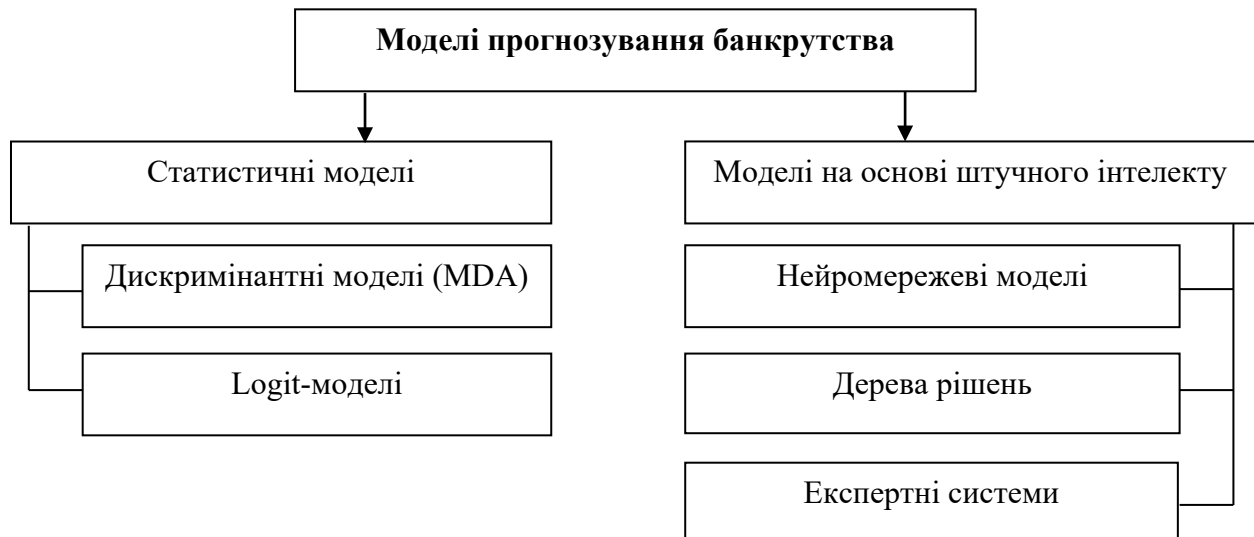 Моделі прогнозування банкрутства
Статистичні моделі
Дискримінантні моделі (MDA)
Logit-моделі
Моделі на основі штучного інтелекту
Нейромережеві моделі
Дерева рішень
Експертні системи